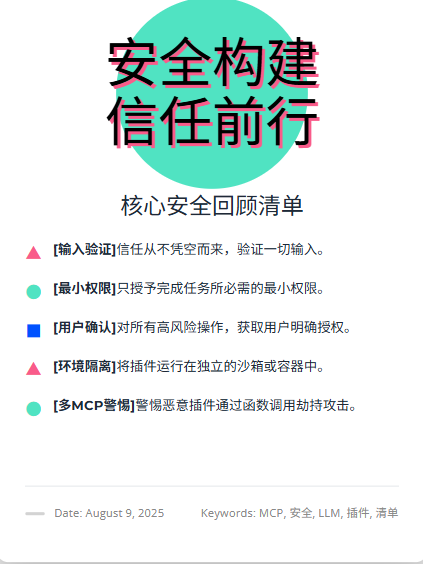 安全构建
信任前行
核心安全回顾清单
[输入验证]信任从不凭空而来，验证一切输入。
[最小权限]只授予完成任务所必需的最小权限。
[用户确认]对所有高风险操作，获取用户明确授权。
[环境隔离]将插件运行在独立的沙箱或容器中。
[多MCP警惕]警惕恶意插件通过函数调用劫持攻击。
Date: August 9, 2025 Keywords: MCP, 安全, LLM, 插件, 清单